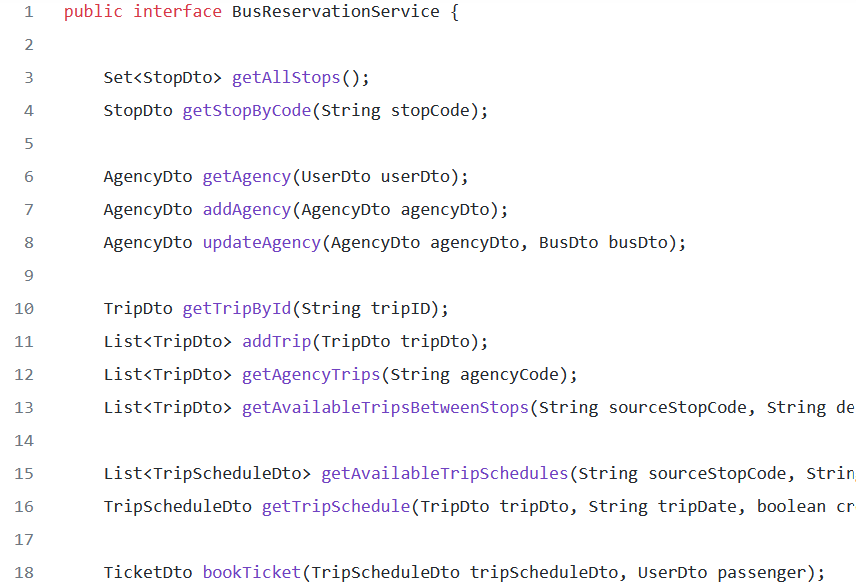 1 public interface BusReservationService {
2
3 Set<StopDto> getAllStops();
4 StopDto getStopByCode(String stopCode);
5
6 AgencyDto getAgency(UserDto userDto);
7 AgencyDto addAgency(AgencyDto agencyDto);
8 AgencyDto updateAgency(AgencyDto agencyDto, BusDto busDto);
9
10 TripDto getTripById(String tripID);
11 List<TripDto> addTrip(TripDto tripDto);
12 List<TripDto> getAgencyTrips(String agencyCode);
13 List<TripDto> getAvailableTripsBetweenStops(String sourceStopCode, String de
14
15 List<TripScheduleDto> getAvailableTripSchedules(String sourceStopCode, Strin
16 TripScheduleDto getTripSchedule(TripDto tripDto, String tripDate, boolean cr
17
18 TicketDto bookTicket(TripScheduleDto tripScheduleDto, UserDto passenger);